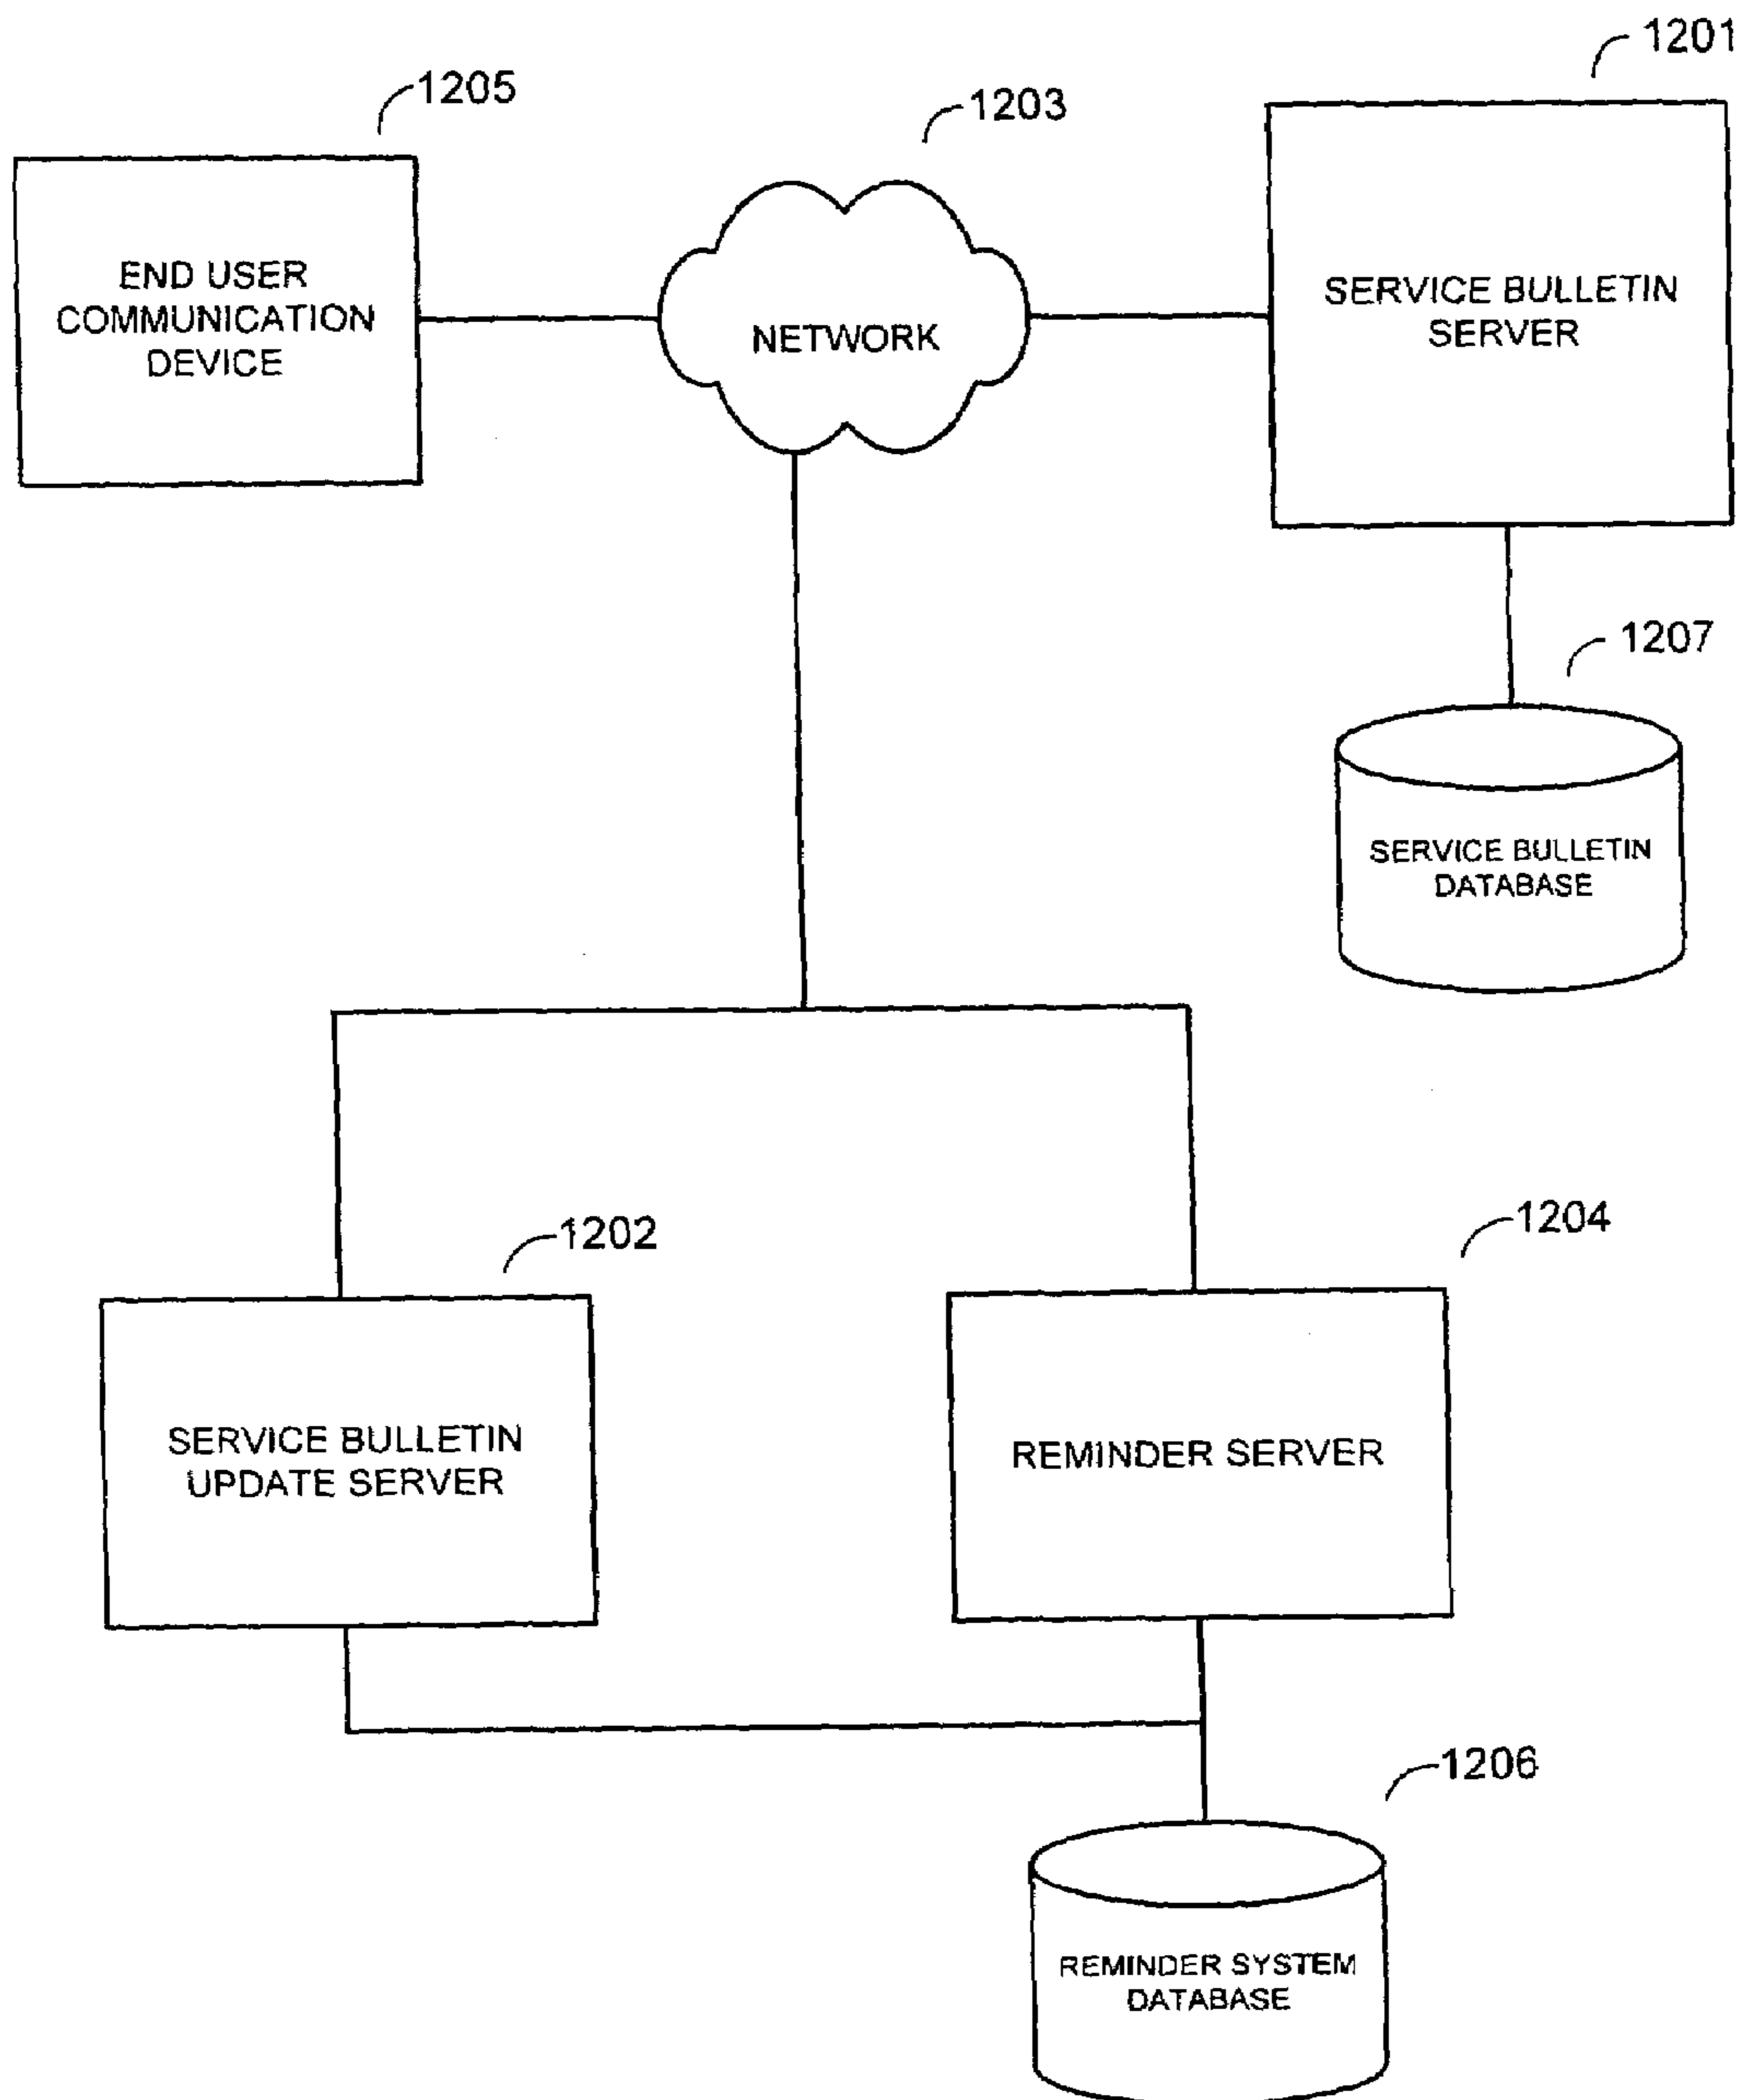 1201
1205
1203
END USER
COMMUNICATION
DEVICE
NETWORK
SERVICE BULLETIN
SERVER
1207
SERVICE BULLETIN
DATABASE
1202
1204
SERVICE BULLETIN
UPDATE SERVER
REMINDER SERVER
1206
REMINDER SYSTEM
DATABASE